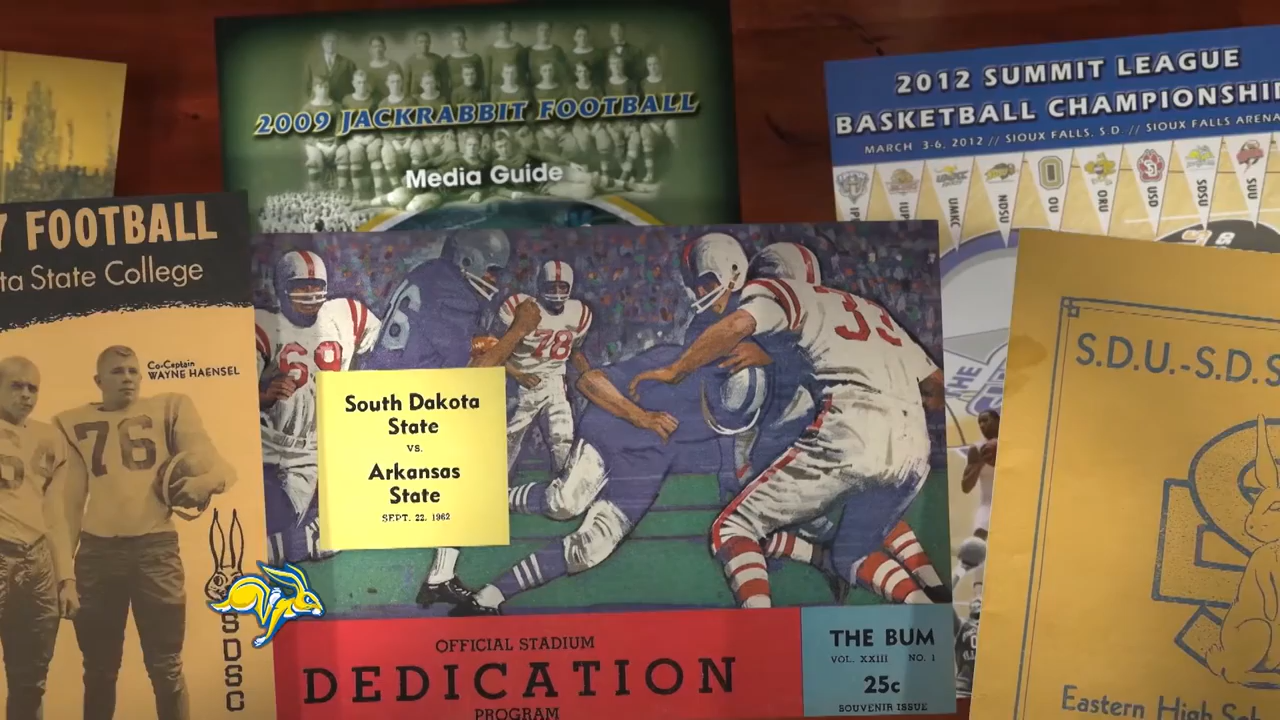 2009 JACKRABBIT FOOTBALL
Media Guide
2012 SUMMIT LEAGUE
BASKETBALL
MARCH 3-6, 2012 // SIOUX FALLS, S.D. // SIOUX FALLS ARENA
UMKC
NDSU
OU
ORU
USD
SDSU
SUU
THE
FOOTBALL
State College
Co-Captain
WAYNE HAENSEL
76
SDSC
69
78
33
South Dakota
State
vs.
Arkansas
State
SEPT. 22, 1962
OFFICIAL STADIUM
DEDICATION
PROGRAM
THE BUM
VOL. XXIII NO. 1
25c
SOUVENIR ISSUE
S.D.U.-S.D.S
Eastern High